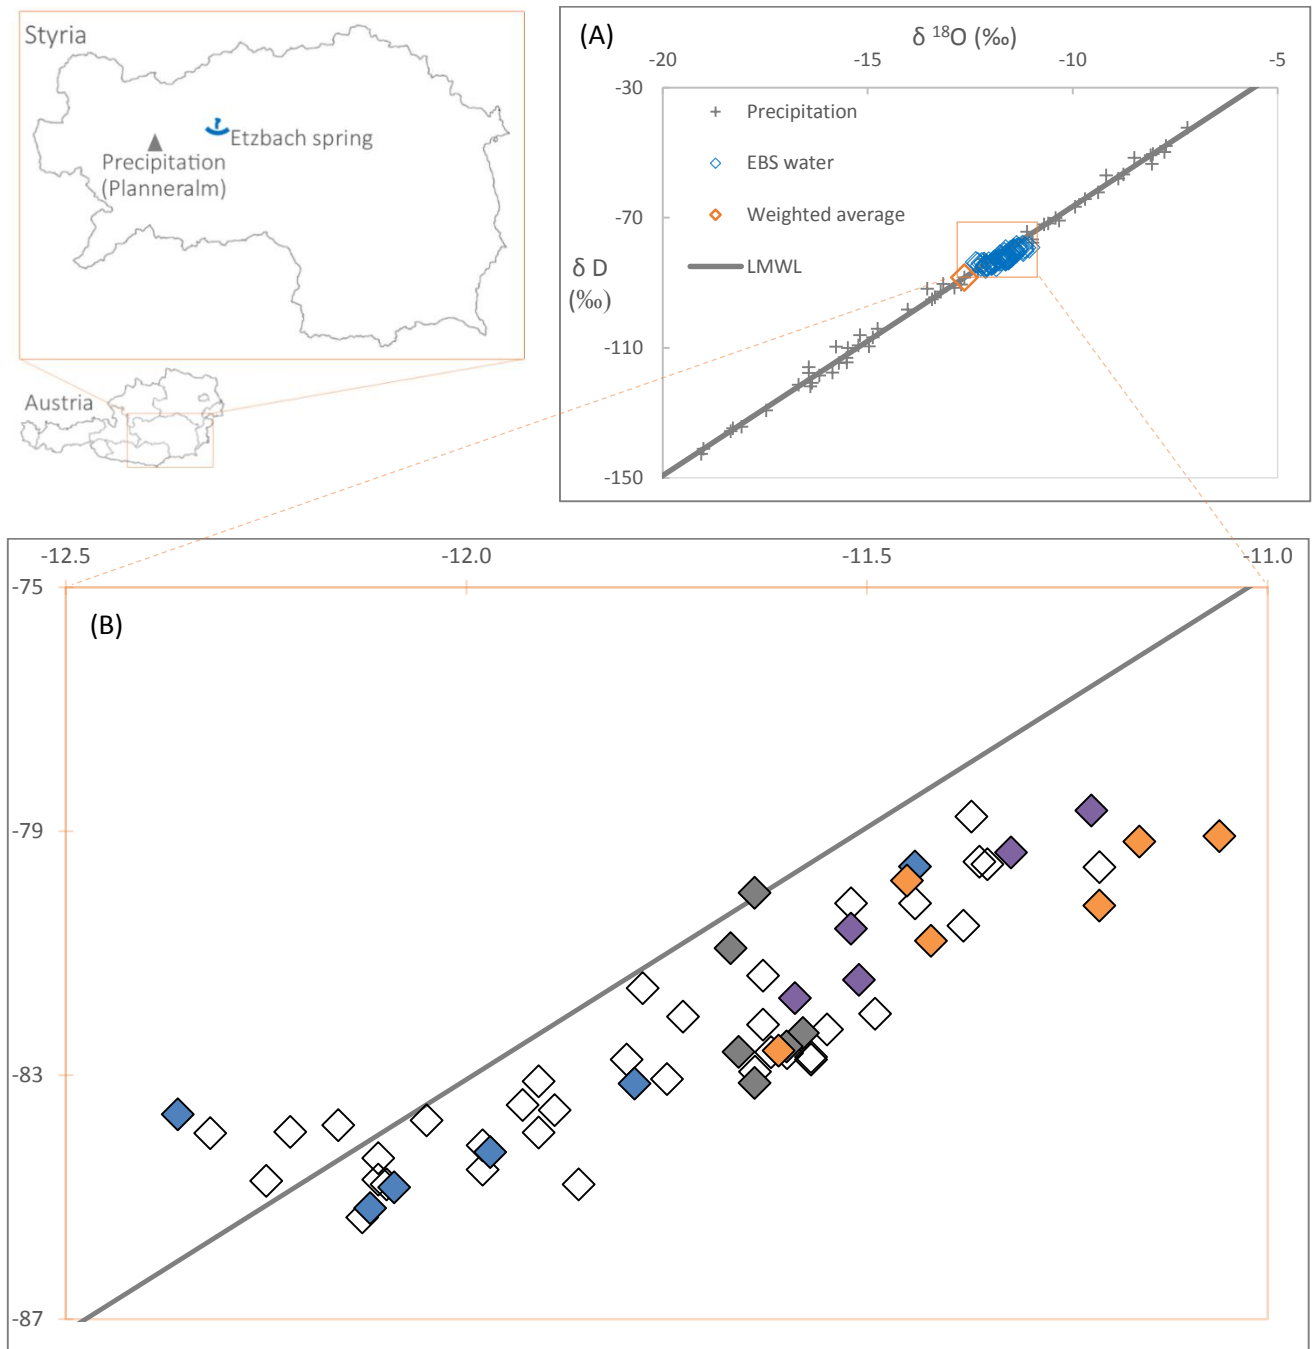 Styria
Etzbach spring
Precipitation
(Planneralm)
Austria
(A)
δ ¹⁸O (‰)
-20 -15 -10 -5
-30
Precipitation
EBS water
-70
Weighted average
δ D
(‰)
LMWL
-110
-150
-12.5 -12.0 -11.5 -11.0
-75
(B)
-79
-83
-87